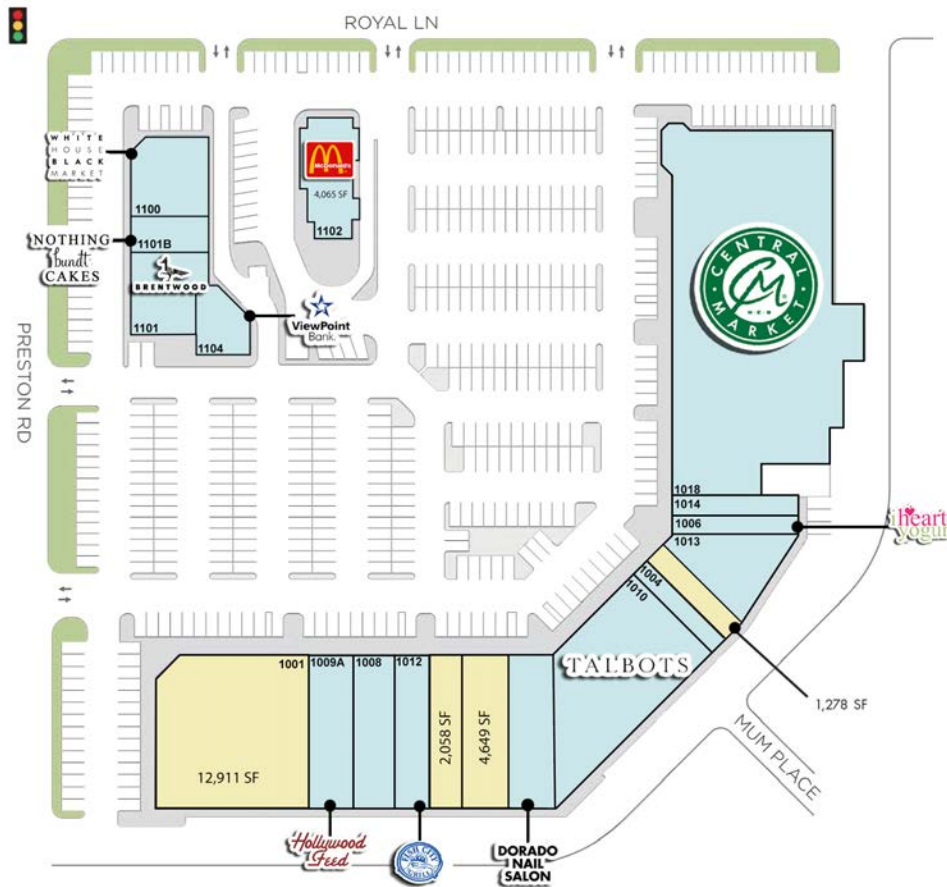 ROYAL LN
WHITE
HOUSE
BLACK
MARKET
McDonald's
4,065 SF
1102
1100
NOTHING
bundt
CAKES
1101B
BRENTWOOD
1101
1104
ViewPoint
Bank.
PRESTON RD
CENTRAL
CM
H-E-B
MARKET
1018
1014
1006
iheart
yogurt
1013
1004
1010
TALBOTS
1,278 SF
MUM PLACE
1001
1009A
1008
1012
2,058 SF
4,649 SF
12,911 SF
Hollywood
Feed
FISH CITY
GRILL
DORADO
NAIL
SALON